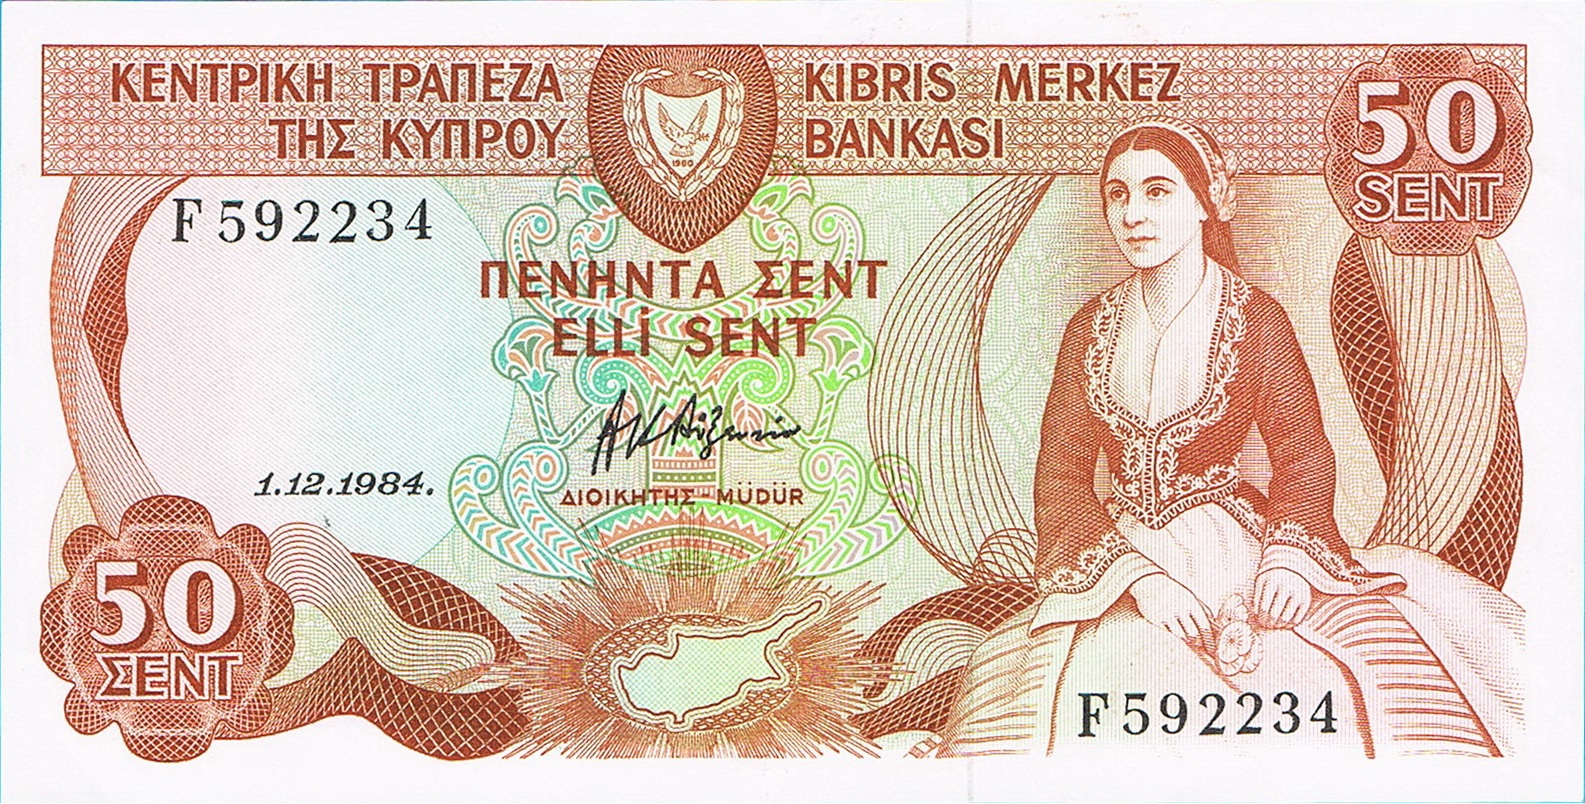 ΚΕΝΤΡΙΚΗ ΤΡΑΠΕΖΑ
ΤΗΣ ΚΥΠΡΟΥ
KIBRIS MERKEZ
BANKASI
1960
50
SENT
F 592234
ΠΕΝΗΝΤΑ ΣΕΝΤ
ELLİ SENT
1.12.1984.
ΔΙΟΙΚΗΤΗΣ - MÜDÜR
50
ΣΕΝΤ
F 592234